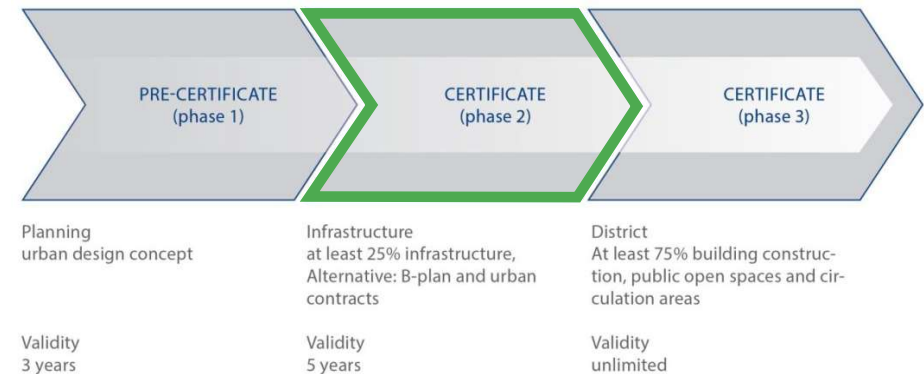 PRE-CERTIFICATE
(phase 1)
CERTIFICATE
(phase 2)
CERTIFICATE
(phase 3)
Planning
urban design concept
Validity
3 years
Infrastructure
at least 25% infrastructure,
Alternative: B-plan and urban
contracts
Validity
5 years
District
At least 75% building construc-
tion, public open spaces and cir-
culation areas
Validity
unlimited